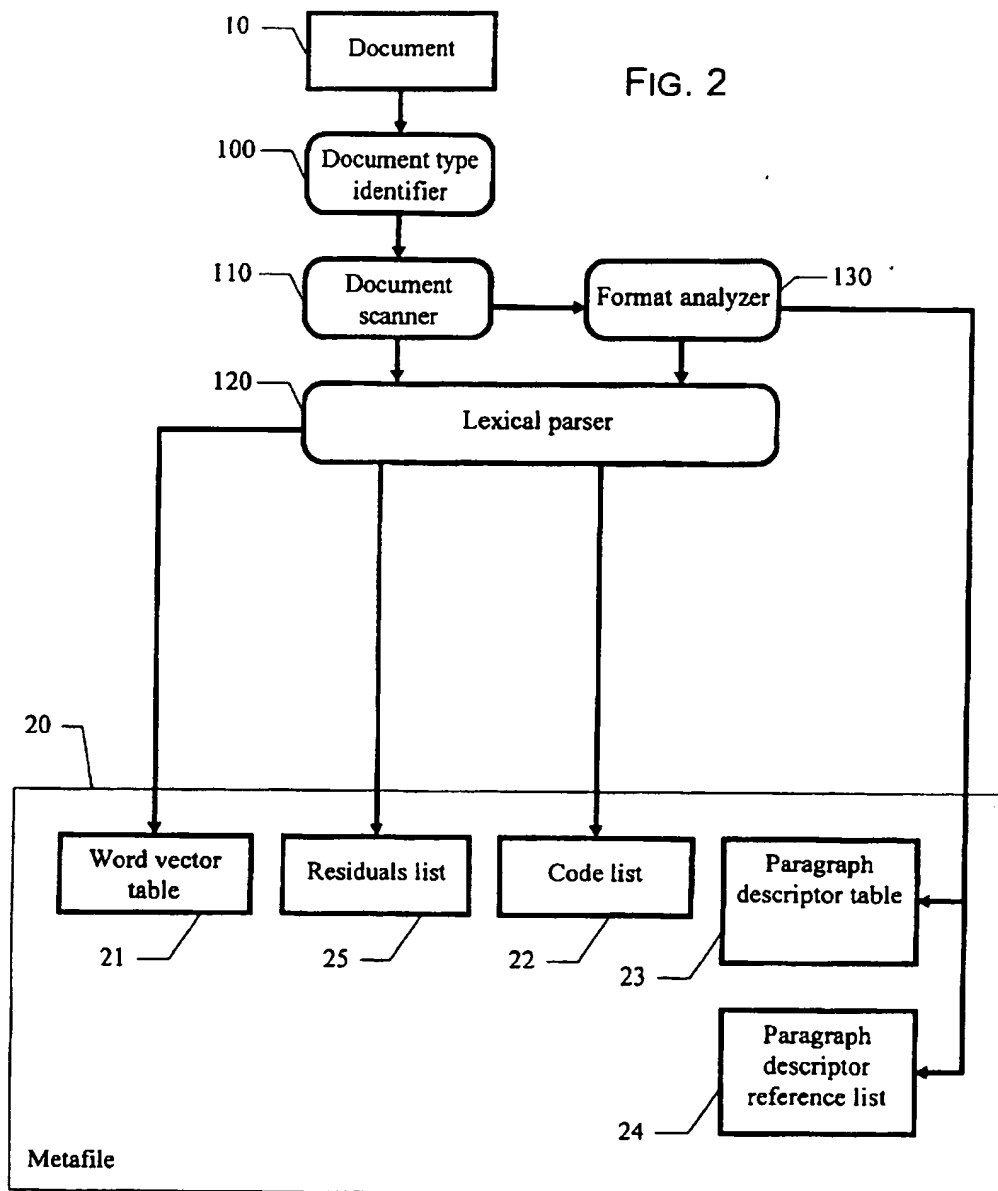 10
Document
FIG. 2
100
Document type
identifier
110
Document
scanner
Format analyzer
130
120
Lexical parser
20
Word vector
table
Residuals list
Code list
Paragraph
descriptor table
21
25
22
23
Paragraph
descriptor
reference list
24
Metafile